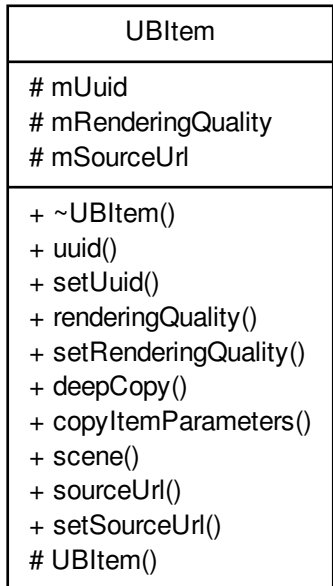 UBItem
# mUuid
# mRenderingQuality
# mSourceUrl
+ ~UBItem()
+ uuid()
+ setUuid()
+ renderingQuality()
+ setRenderingQuality()
+ deepCopy()
+ copyItemParameters()
+ scene()
+ sourceUrl()
+ setSourceUrl()
# UBItem()